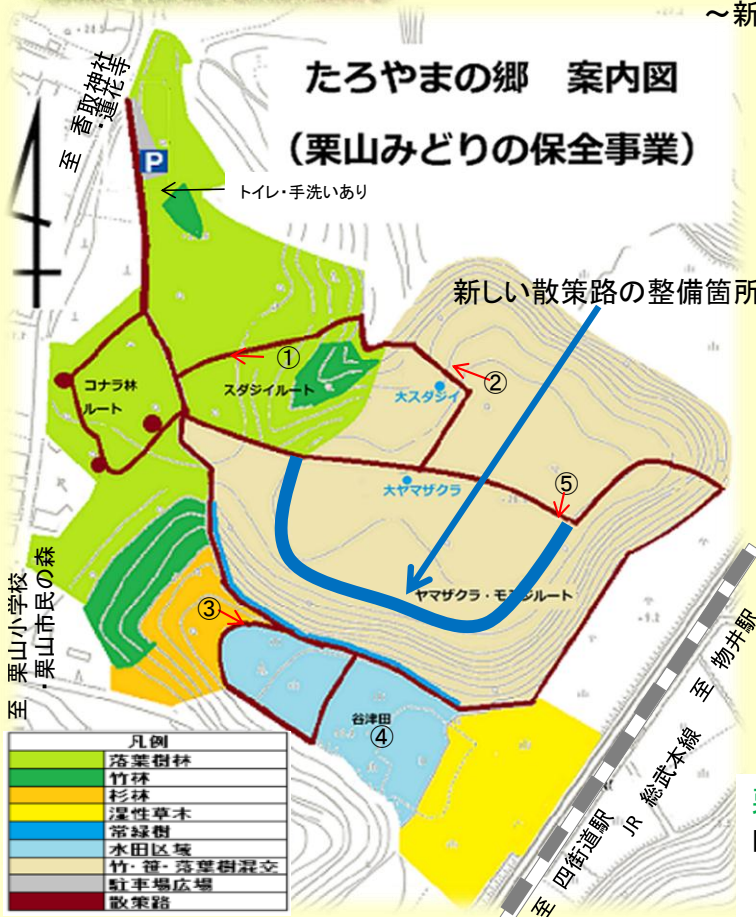 ～新
たろやまの郷　案内図
（栗山みどりの保全事業）
至 香取神社
・蓮花寺
P
トイレ・手洗いあり
新しい散策路の整備箇所
①
コナラ林
ルート
スダジイルート
大スダジイ
②
大ヤマザクラ
⑤
ヤマザクラ・モミジルート
至 栗山小学校
・栗山市民の森
③
谷津田
④
至 物井駅
JR 総武本線
至 四街道駅
凡例
落葉樹林
竹林
杉林
湿性草木
常緑樹
水田区域
竹・笹・落葉樹混交
駐車場広場
散策路